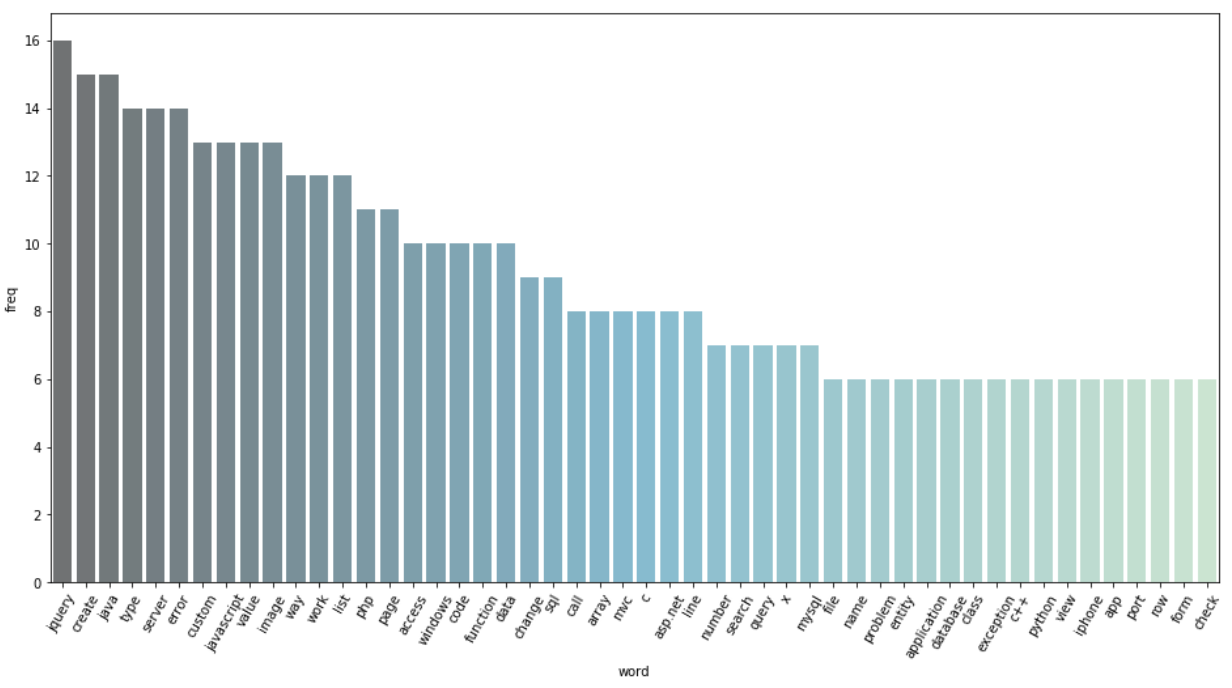 16
14
12
10
8
6
4
2
0
freq
jquery
create
java
type
server
error
custom
javascript
value
image
way
work
list
php
page
access
windows
code
function
data
change
sql
call
array
mvc
c
asp.net
line
number
search
query
x
mysql
file
name
problem
entity
application
database
class
exception
c++
python
view
iphone
app
port
row
form
check
word